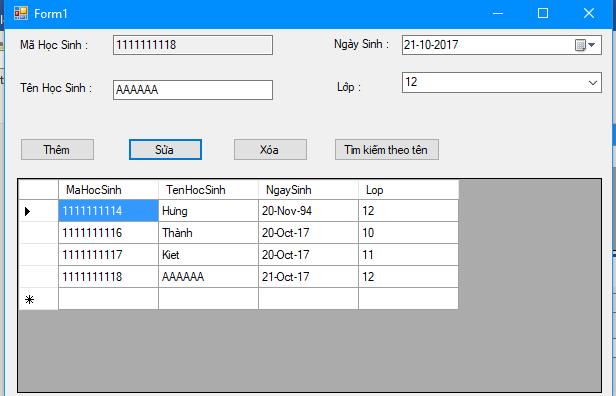 Form1
Mã Học Sinh : 1111111118 Ngày Sinh : 21-10-2017
Tên Học Sinh : AAAAAA Lớp : 12
Thêm Sửa Xóa Tìm kiếm theo tên
MaHocSinh TenHocSinh NgaySinh Lop
1111111114 Hưng 20-Nov-94 12
1111111116 Thành 20-Oct-17 10
1111111117 Kiet 20-Oct-17 11
1111111118 AAAAAA 21-Oct-17 12